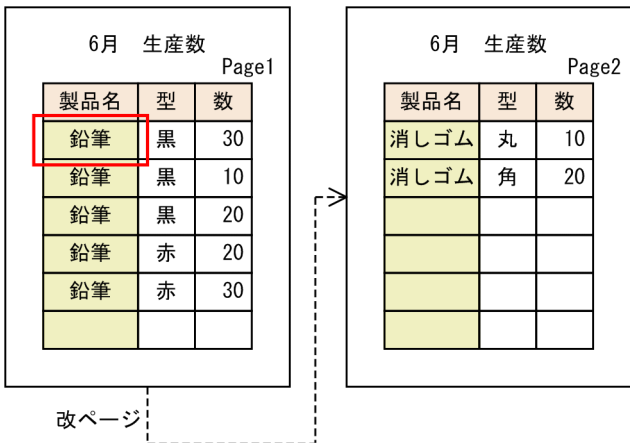 6月 生産数
Page1
製品名 型 数
鉛筆 黒 30
鉛筆 黒 10
鉛筆 黒 20
鉛筆 赤 20
鉛筆 赤 30
改ページ
6月 生産数
Page2
製品名 型 数
消しゴム 丸 10
消しゴム 角 20